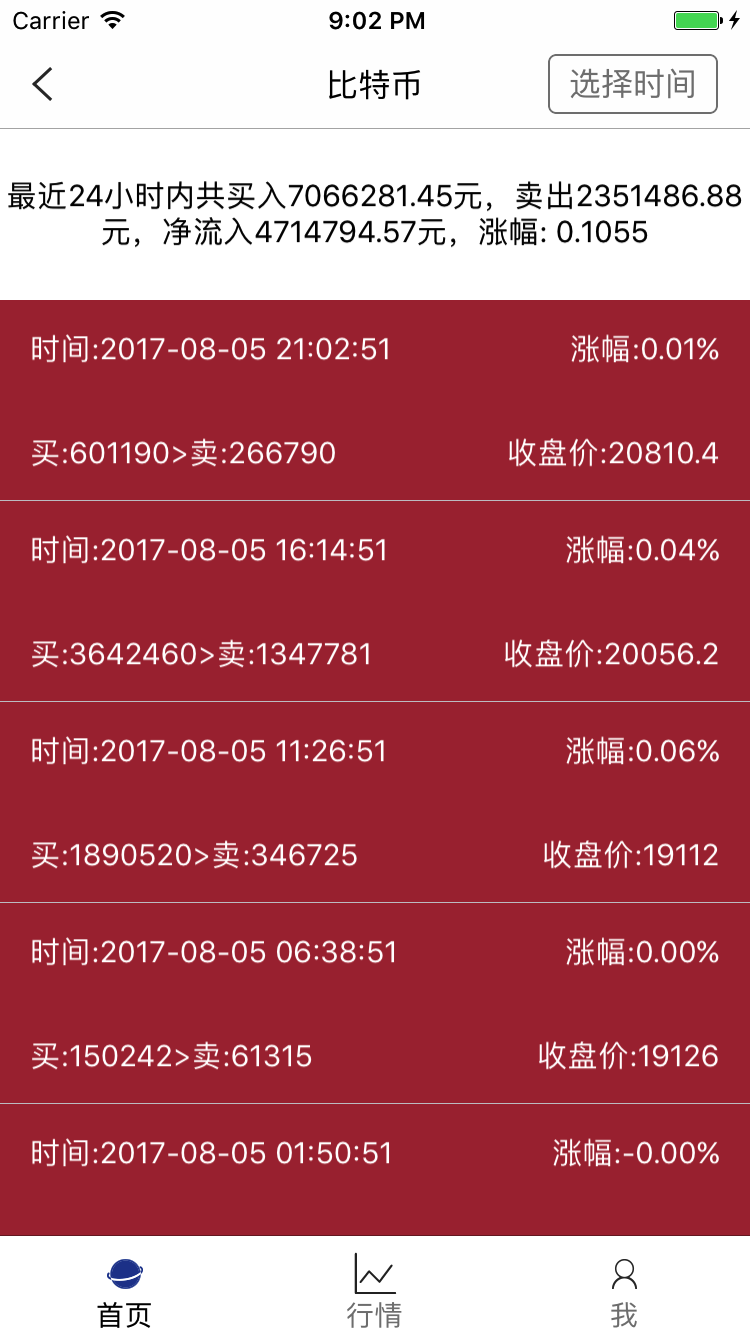 Carrier 9:02 PM
比特币 选择时间
最近24小时内共买入7066281.45元，卖出2351486.88
元，净流入4714794.57元，涨幅: 0.1055
时间:2017-08-05 21:02:51 涨幅:0.01%
买:601190>卖:266790 收盘价:20810.4
时间:2017-08-05 16:14:51 涨幅:0.04%
买:3642460>卖:1347781 收盘价:20056.2
时间:2017-08-05 11:26:51 涨幅:0.06%
买:1890520>卖:346725 收盘价:19112
时间:2017-08-05 06:38:51 涨幅:0.00%
买:150242>卖:61315 收盘价:19126
时间:2017-08-05 01:50:51 涨幅:-0.00%
首页 行情 我